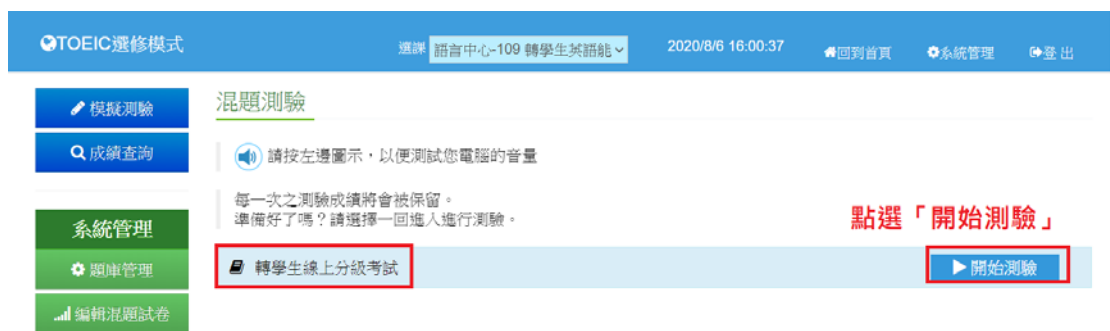 TOEIC選修模式
選課 語言中心-109 轉學生英語能
2020/8/6 16:00:37
回到首頁
系統管理
登出
模擬測驗
成績查詢
系統管理
題庫管理
編輯混題試卷
混題測驗
請按左邊圖示，以便測試您電腦的音量
每一次之測驗成績將會被保留。
準備好了嗎？請選擇一回進入進行測驗。
點選「開始測驗」
轉學生線上分級考試
開始測驗